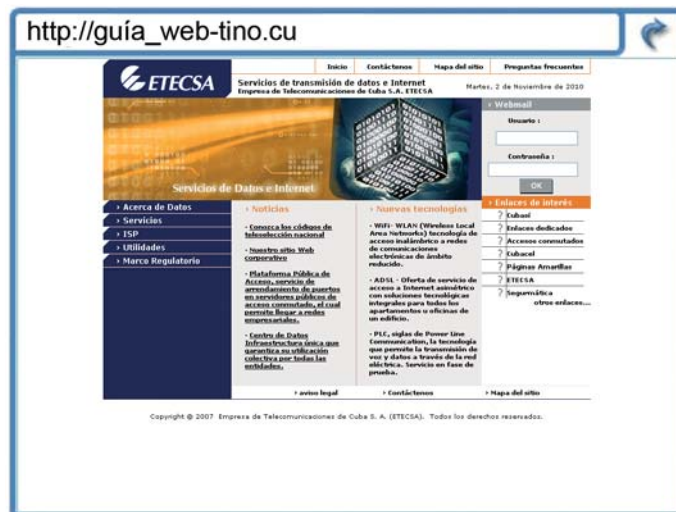 http://guía_web-tino.cu
Inicio Contáctenos Mapa del sitio Preguntas frecuentes
ETECSA
Servicios de transmisión de datos e Internet
Empresa de Telecomunicaciones de Cuba S.A. ETECSA
Martes, 2 de Noviembre de 2010
› Webmail
Usuario :
Contraseña :
OK
Servicios de Datos e Internet
› Acerca de Datos
› Servicios
› ISP
› Utilidades
› Marco Regulatorio
› Noticias
- Conozca los códigos de
teleselección nacional
- Nuestro sitio Web
corporativo
- Plataforma Pública de
Acceso, servicio de
arrendamiento de puertos
en servidores públicos de
acceso conmutado, el cual
permite llegar a redes
empresariales.
- Centro de Datos
Infraestructura única que
garantiza su utilización
colectiva por todas las
entidades.
› Nuevas tecnologías
- WiFi- WLAN (Wireless Local
Area Networks) tecnología de
acceso inalámbrico a redes
de comunicaciones
electrónicas de ámbito
reducido.
- ADSL - Oferta de servicio de
acceso a Internet asimétrico
con soluciones tecnológicas
integrales para todos los
apartamentos u oficinas de
un edificio.
- PLC, siglas de Power Line
Communication, la tecnología
que permite la transmisión de
voz y datos a través de la red
eléctrica. Servicio en fase de
prueba.
› Enlaces de interés
? Cubasí
? Enlaces dedicados
? Accesos conmutados
? Cubacel
? Páginas Amarillas
? ETECSA
? Segurmática
otros enlaces....
› aviso legal › Contáctenos › Mapa del sitio
Copyright @ 2007 Empresa de Telecomunicaciones de Cuba S. A. (ETECSA). Todos los derechos reservados.